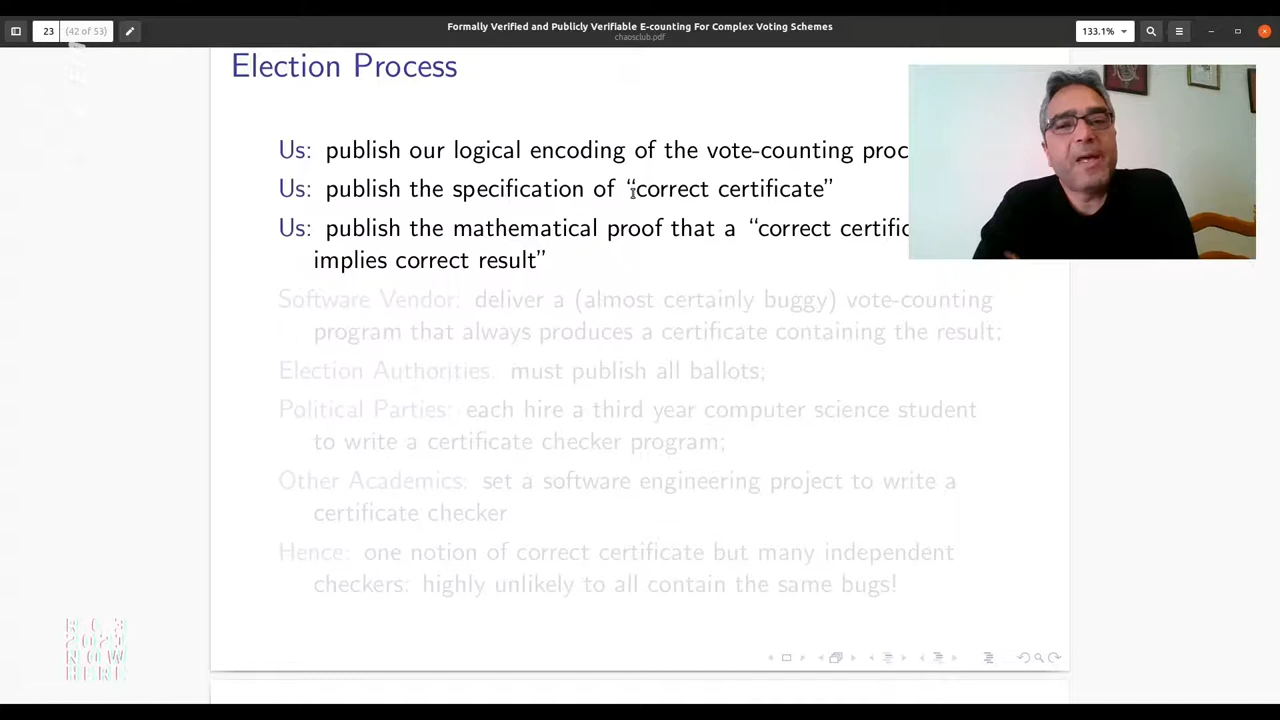 23 (42 of 53)
Formally Verified and Publicly Verifiable E-counting For Complex Voting Schemes
chaosclub.pdf
133.1%
Election Process
Us: publish our logical encoding of the vote-counting proc
Us: publish the specification of “correct certificate”
Us: publish the mathematical proof that a “correct certific
implies correct result”
Software Vendor: deliver a (almost certainly buggy) vote-counting
program that always produces a certificate containing the result;
Election Authorities: must publish all ballots;
Political Parties: each hire a third year computer science student
to write a certificate checker program;
Other Academics: set a software engineering project to write a
certificate checker
Hence: one notion of correct certificate but many independent
checkers: highly unlikely to all contain the same bugs!
RC3
2021
NOW
HERE